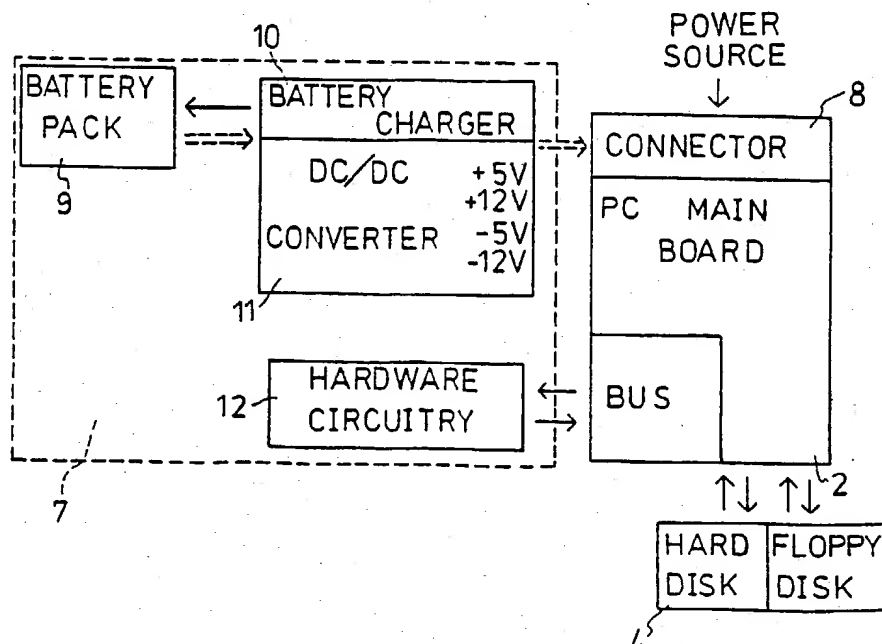 10
POWER
SOURCE
8
BATTERY
PACK
9
BATTERY
CHARGER
CONNECTOR
DC/DC
CONVERTER
+5V
+12V
-5V
-12V
11
PC MAIN
BOARD
12
HARDWARE
CIRCUITRY
BUS
7
2
HARD
DISK
FLOPPY
DISK